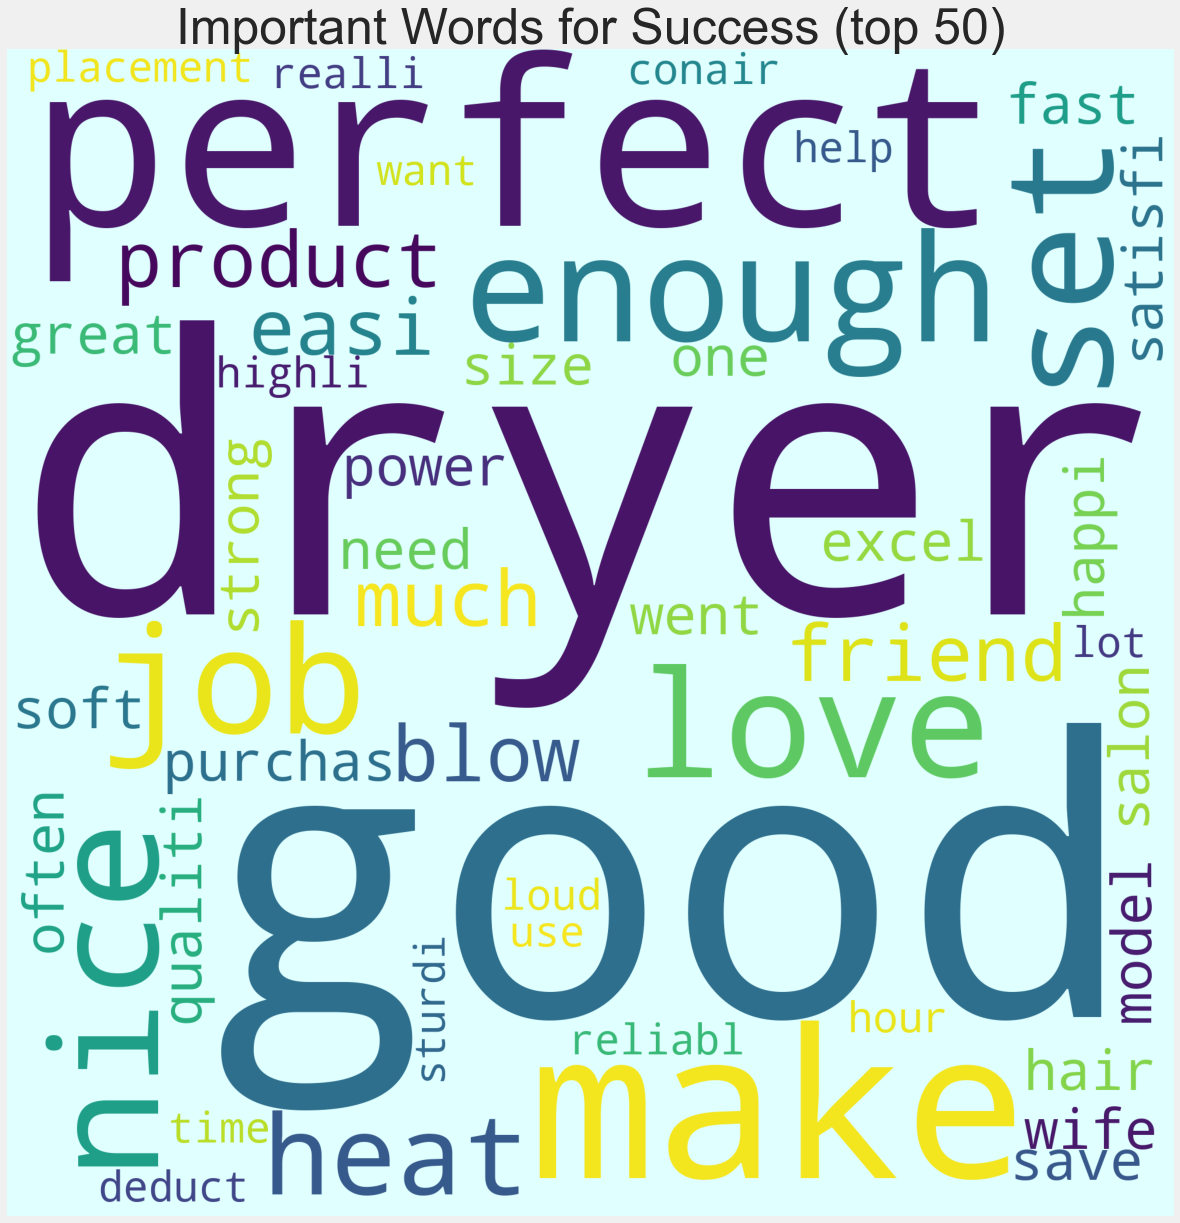 Important Words for Success (top 50)
placement
realli
conair
fast
perfect
want
help
set
satisfi
product
enough
great
easi
highli
size
one
dryer
strong
power
need
much
excel
happi
went
friend
lot
job
soft
love
salon
purchas
blow
often
qualiti
nice
good
loud
use
sturdi
model
hour
reliabl
make
hair
time
heat
wife
save
deduct